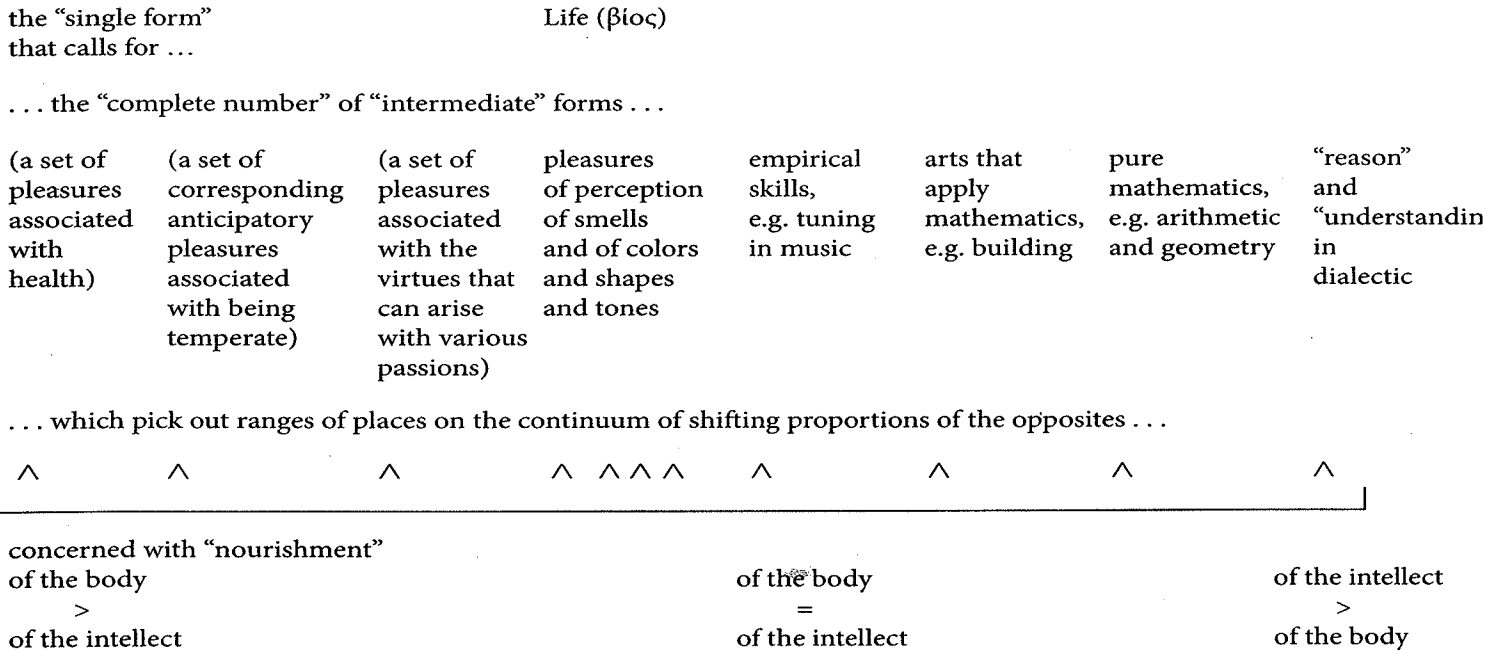 the “single form” Life (βίος)
that calls for …
. . . the “complete number” of “intermediate” forms . . .
(a set of pleasures associated with health)
(a set of corresponding anticipatory pleasures associated with being temperate)
(a set of pleasures associated with the virtues that can arise with various passions)
pleasures of perception of smells and of colors and shapes and tones
empirical skills, e.g. tuning in music
arts that apply mathematics, e.g. building
pure mathematics, e.g. arithmetic and geometry
“reason” and “understandin in dialectic
. . . which pick out ranges of places on the continuum of shifting proportions of the opposites . . .
^ ^ ^ ^ ^ ^ ^ ^ ^ ^ ^
concerned with “nourishment”
of the body of the body of the intellect
> = >
of the intellect of the intellect of the body